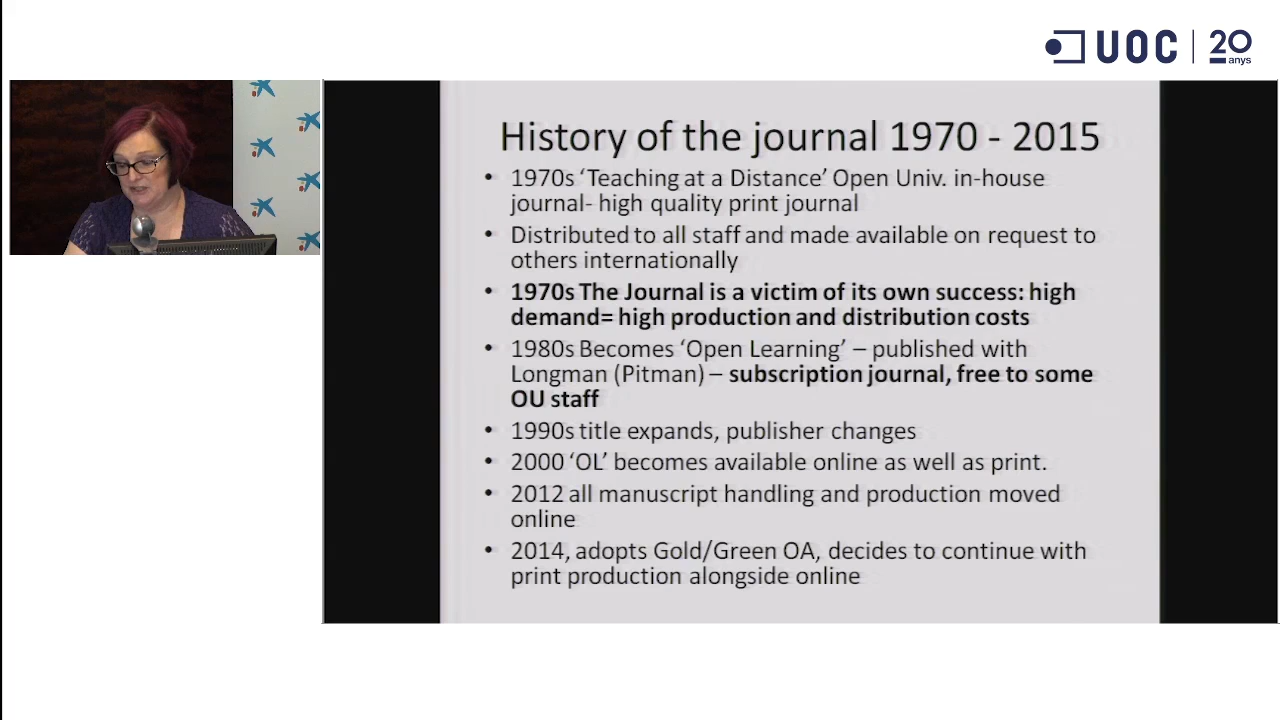 UOC 20 anys
History of the journal 1970 - 2015
• 1970s ‘Teaching at a Distance’ Open Univ. in-house
journal- high quality print journal
• Distributed to all staff and made available on request to
others internationally
• 1970s The Journal is a victim of its own success: high
demand= high production and distribution costs
• 1980s Becomes ‘Open Learning’ – published with
Longman (Pitman) – subscription journal, free to some
OU staff
• 1990s title expands, publisher changes
• 2000 ‘OL’ becomes available online as well as print.
• 2012 all manuscript handling and production moved
online
• 2014, adopts Gold/Green OA, decides to continue with
print production alongside online